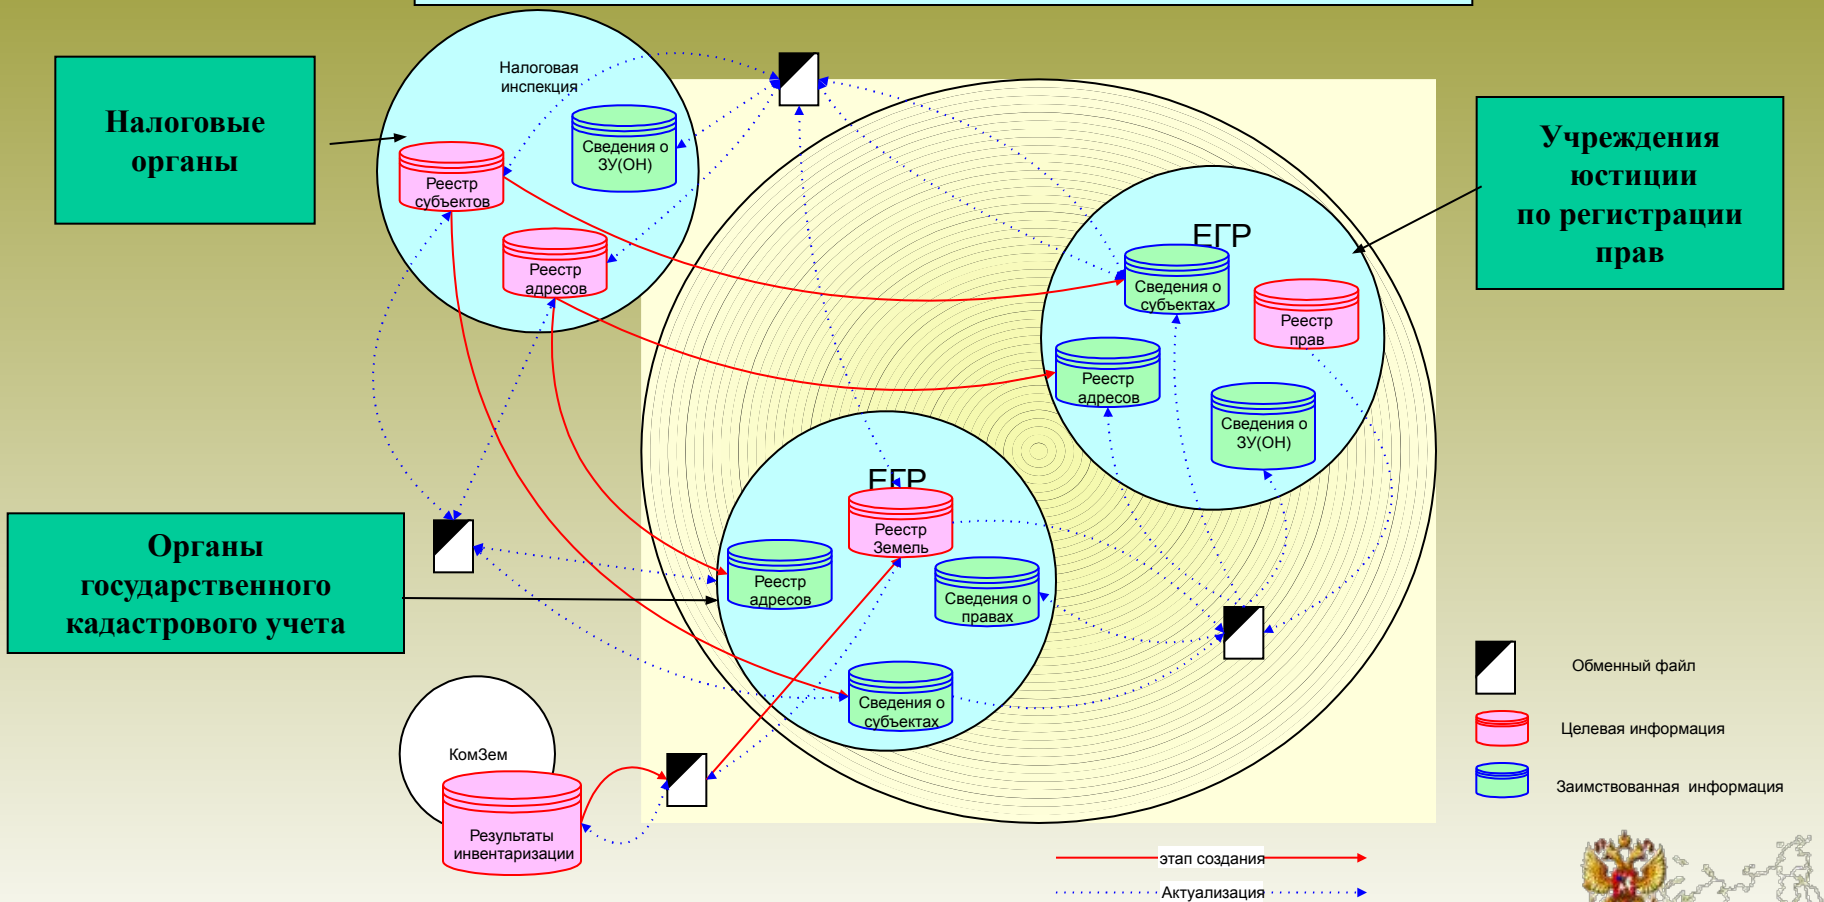 Налоговые
органы
Налоговая
инспекция
Сведения о
ЗУ(ОН)
Реестр
субъектов
Реестр
адресов
Учреждения
юстиции
по регистрации
прав
ЕГР
Сведения о
субъектах
Реестр
прав
Реестр
адресов
Сведения о
ЗУ(ОН)
Органы
государственного
кадастрового учета
ЕГР
Реестр
Земель
Реестр
адресов
Сведения о
правах
Сведения о
субъектах
КомЗем
Результаты
инвентаризации
Обменный файл
Целевая информация
Заимствованная информация
этап создания
Актуализация